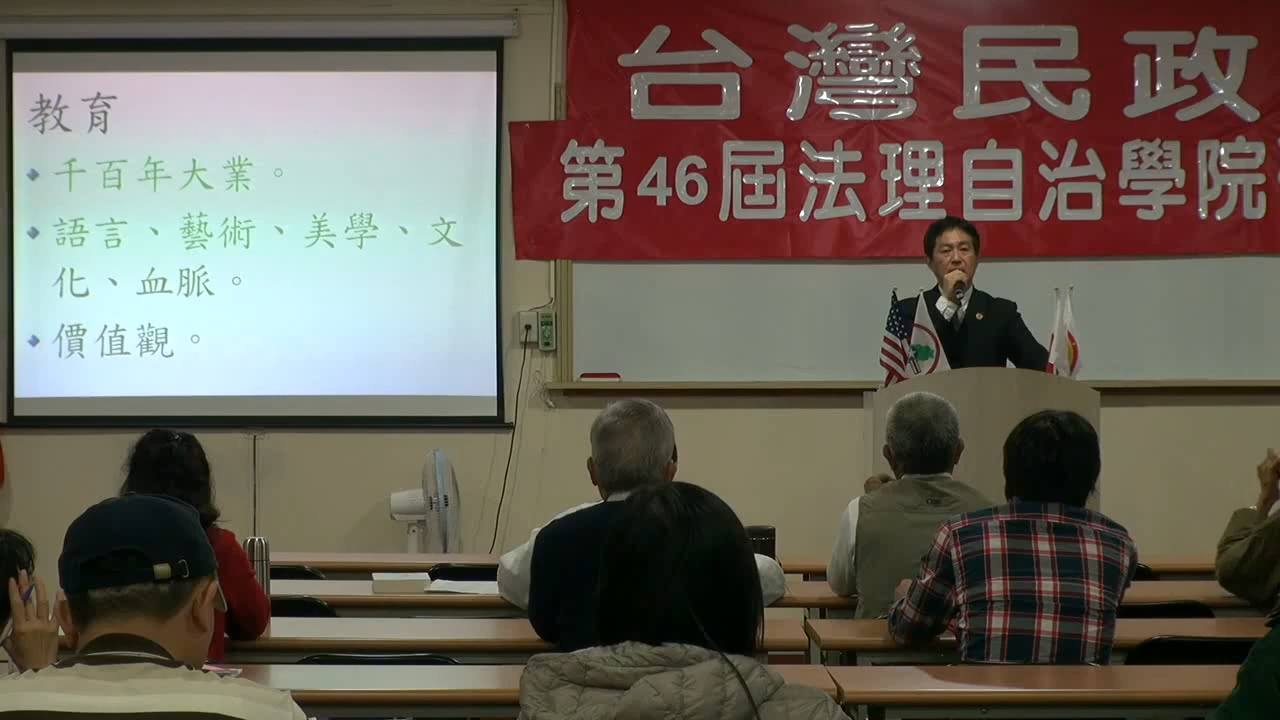 教育
千百年大業。
語言、藝術、美學、文
化、血脈。
價值觀。
台灣民政
第46屆法理自治學院